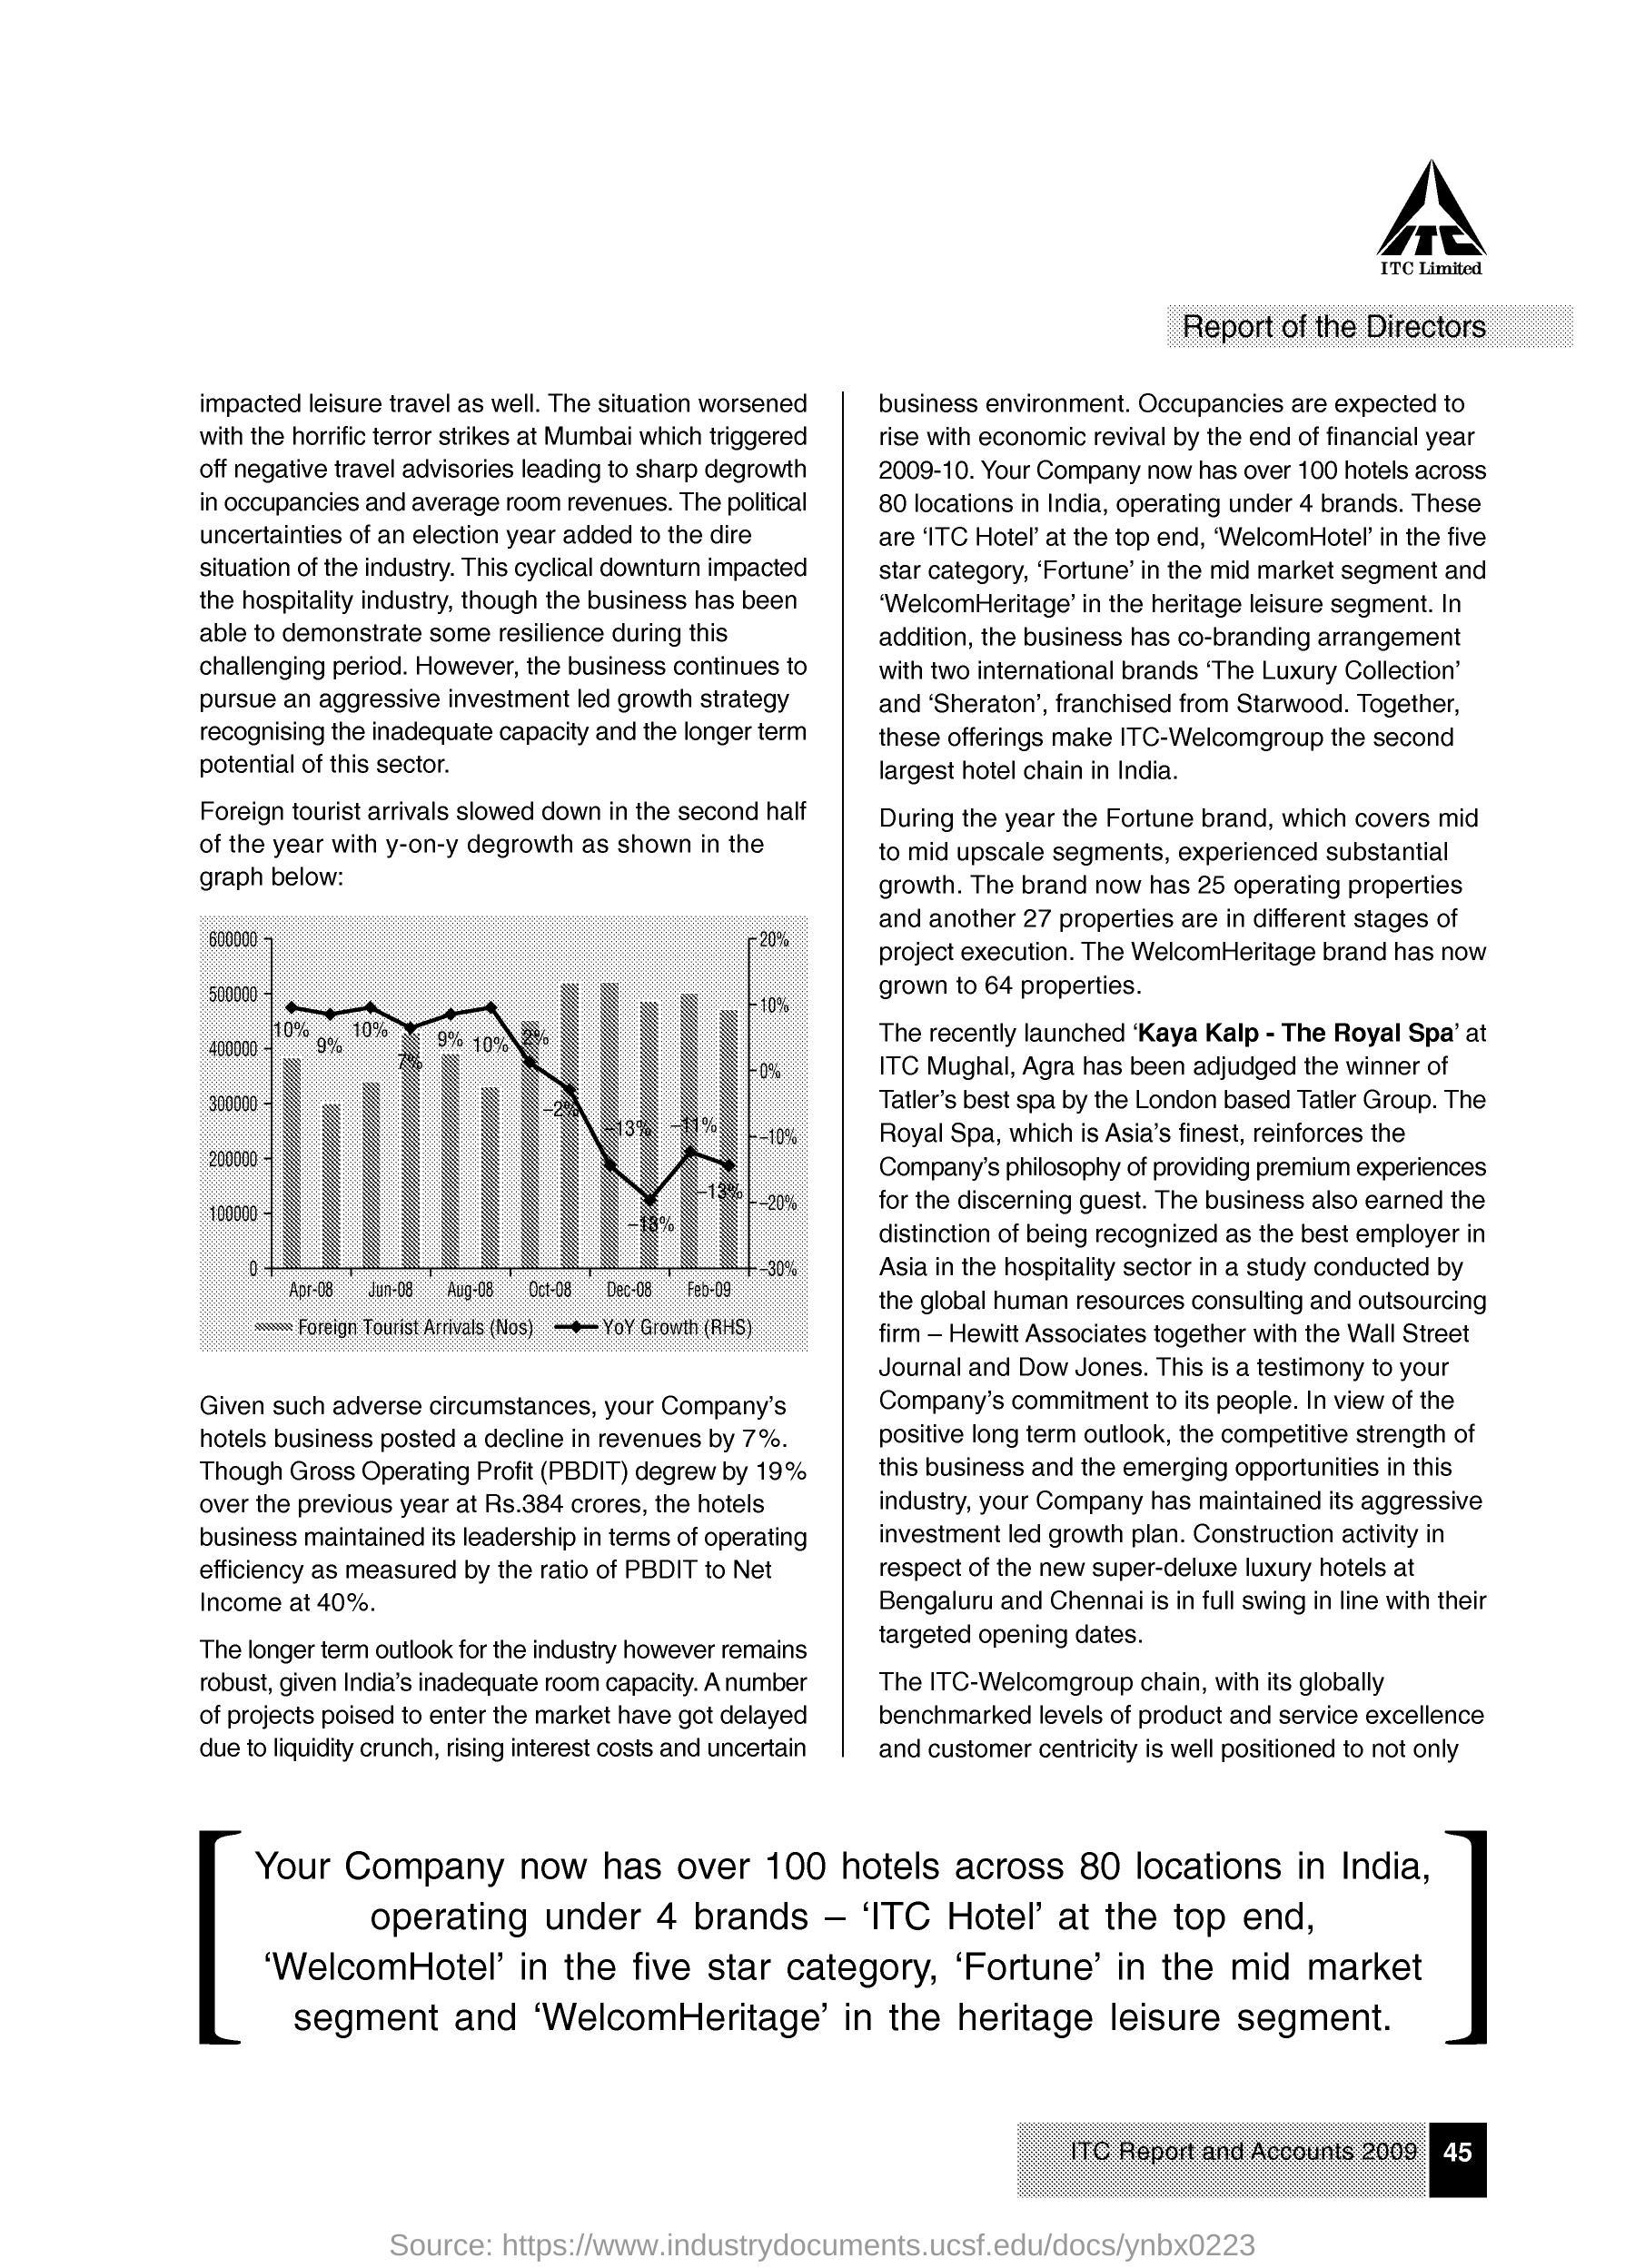 ITC
ITC Limited
Report of the Directors
impacted leisure travel as well. The situation worsened
with the horrific terror strikes at Mumbai which triggered
off negative travel advisories leading to sharp degrowth
in occupancies and average room revenues. The political
uncertainties of an election year added to the dire
situation of the industry. This cyclical downturn impacted
the hospitality industry, though the business has been
able to demonstrate some resilience during this
challenging period. However, the business continues to
pursue an aggressive investment led growth strategy
recognising the inadequate capacity and the longer term
potential of this sector.
Foreign tourist arrivals slowed down in the second half
of the year with y-on-y degrowth as shown in the
graph below:
600000
500000
400000
300000
200000
100000
0
20%
10%
0%
–10%
–20%
–30%
10%
9%
10%
7%
9%
10%
2%
–2%
–13%
–18%
–11%
–13%
Apr-08 Jun-08 Aug-08 Oct-08 Dec-08 Feb-09
Foreign Tourist Arrivals (Nos) YoY Growth (RHS)
Given such adverse circumstances, your Company's
hotels business posted a decline in revenues by 7%.
Though Gross Operating Profit (PBDIT) degrew by 19%
over the previous year at Rs.384 crores, the hotels
business maintained its leadership in terms of operating
efficiency as measured by the ratio of PBDIT to Net
Income at 40%.
The longer term outlook for the industry however remains
robust, given India's inadequate room capacity. A number
of projects poised to enter the market have got delayed
due to liquidity crunch, rising interest costs and uncertain
business environment. Occupancies are expected to
rise with economic revival by the end of financial year
2009-10. Your Company now has over 100 hotels across
80 locations in India, operating under 4 brands. These
are ‘ITC Hotel’ at the top end, ‘WelcomHotel’ in the five
star category, ‘Fortune’ in the mid market segment and
‘WelcomHeritage’ in the heritage leisure segment. In
addition, the business has co-branding arrangement
with two international brands ‘The Luxury Collection’
and ‘Sheraton’, franchised from Starwood. Together,
these offerings make ITC-Welcomgroup the second
largest hotel chain in India.
During the year the Fortune brand, which covers mid
to mid upscale segments, experienced substantial
growth. The brand now has 25 operating properties
and another 27 properties are in different stages of
project execution. The WelcomHeritage brand has now
grown to 64 properties.
The recently launched ‘Kaya Kalp - The Royal Spa’ at
ITC Mughal, Agra has been adjudged the winner of
Tatler's best spa by the London based Tatler Group. The
Royal Spa, which is Asia's finest, reinforces the
Company's philosophy of providing premium experiences
for the discerning guest. The business also earned the
distinction of being recognized as the best employer in
Asia in the hospitality sector in a study conducted by
the global human resources consulting and outsourcing
firm – Hewitt Associates together with the Wall Street
Journal and Dow Jones. This is a testimony to your
Company's commitment to its people. In view of the
positive long term outlook, the competitive strength of
this business and the emerging opportunities in this
industry, your Company has maintained its aggressive
investment led growth plan. Construction activity in
respect of the new super-deluxe luxury hotels at
Bengaluru and Chennai is in full swing in line with their
targeted opening dates.
The ITC-Welcomgroup chain, with its globally
benchmarked levels of product and service excellence
and customer centricity is well positioned to not only
Your Company now has over 100 hotels across 80 locations in India,
operating under 4 brands – ‘ITC Hotel’ at the top end,
‘WelcomHotel’ in the five star category, ‘Fortune’ in the mid market
segment and ‘WelcomHeritage’ in the heritage leisure segment.
ITC Report and Accounts 2009 45
Source: https://www.industrydocuments.ucsf.edu/docs/ynbx0223